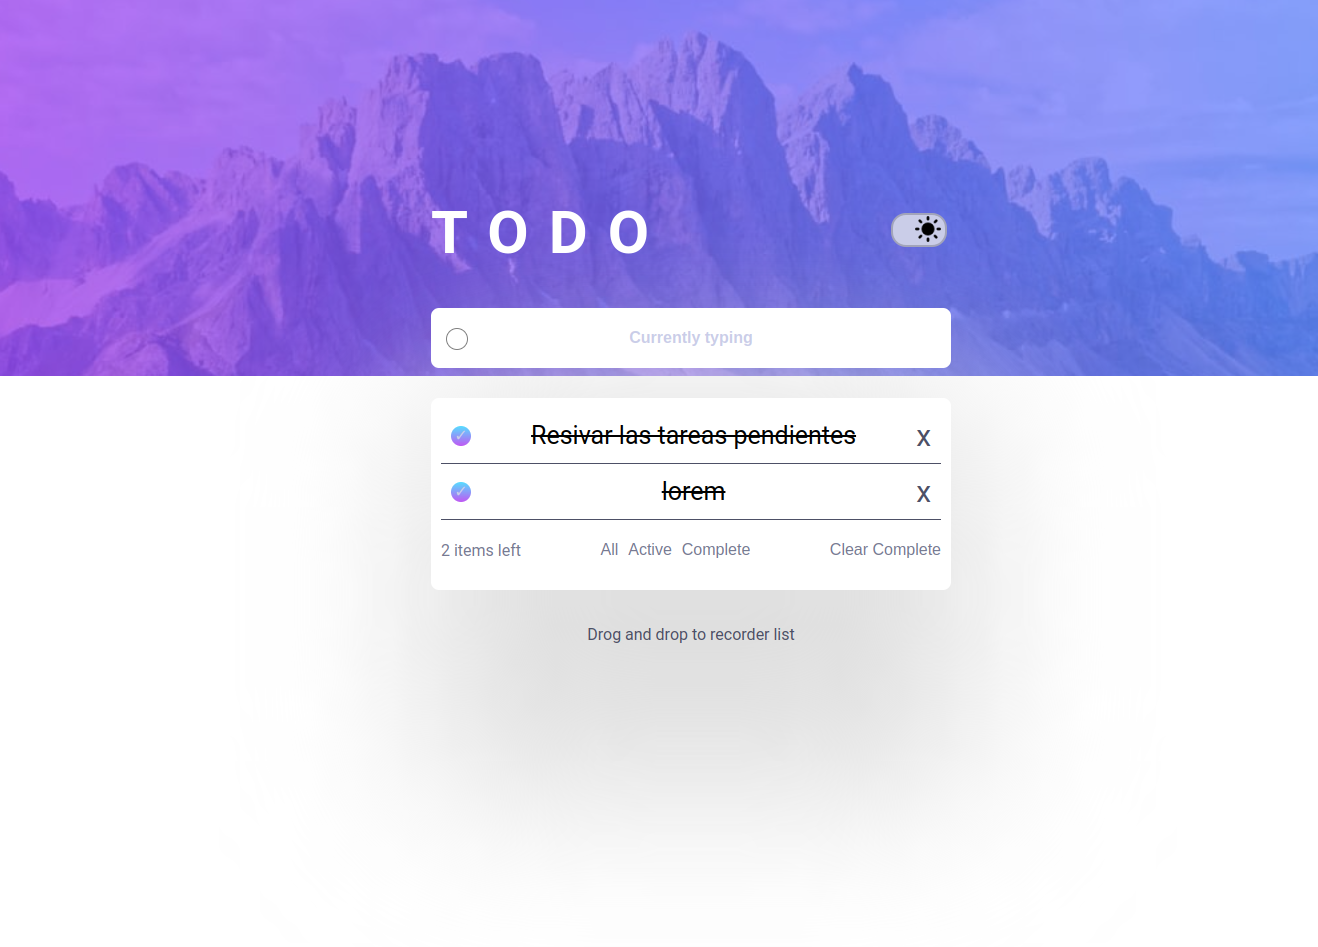 TODO
Currently typing
✓ Resivar las tareas pendientes x
✓ lorem x
2 items left All Active Complete Clear Complete
Drog and drop to recorder list